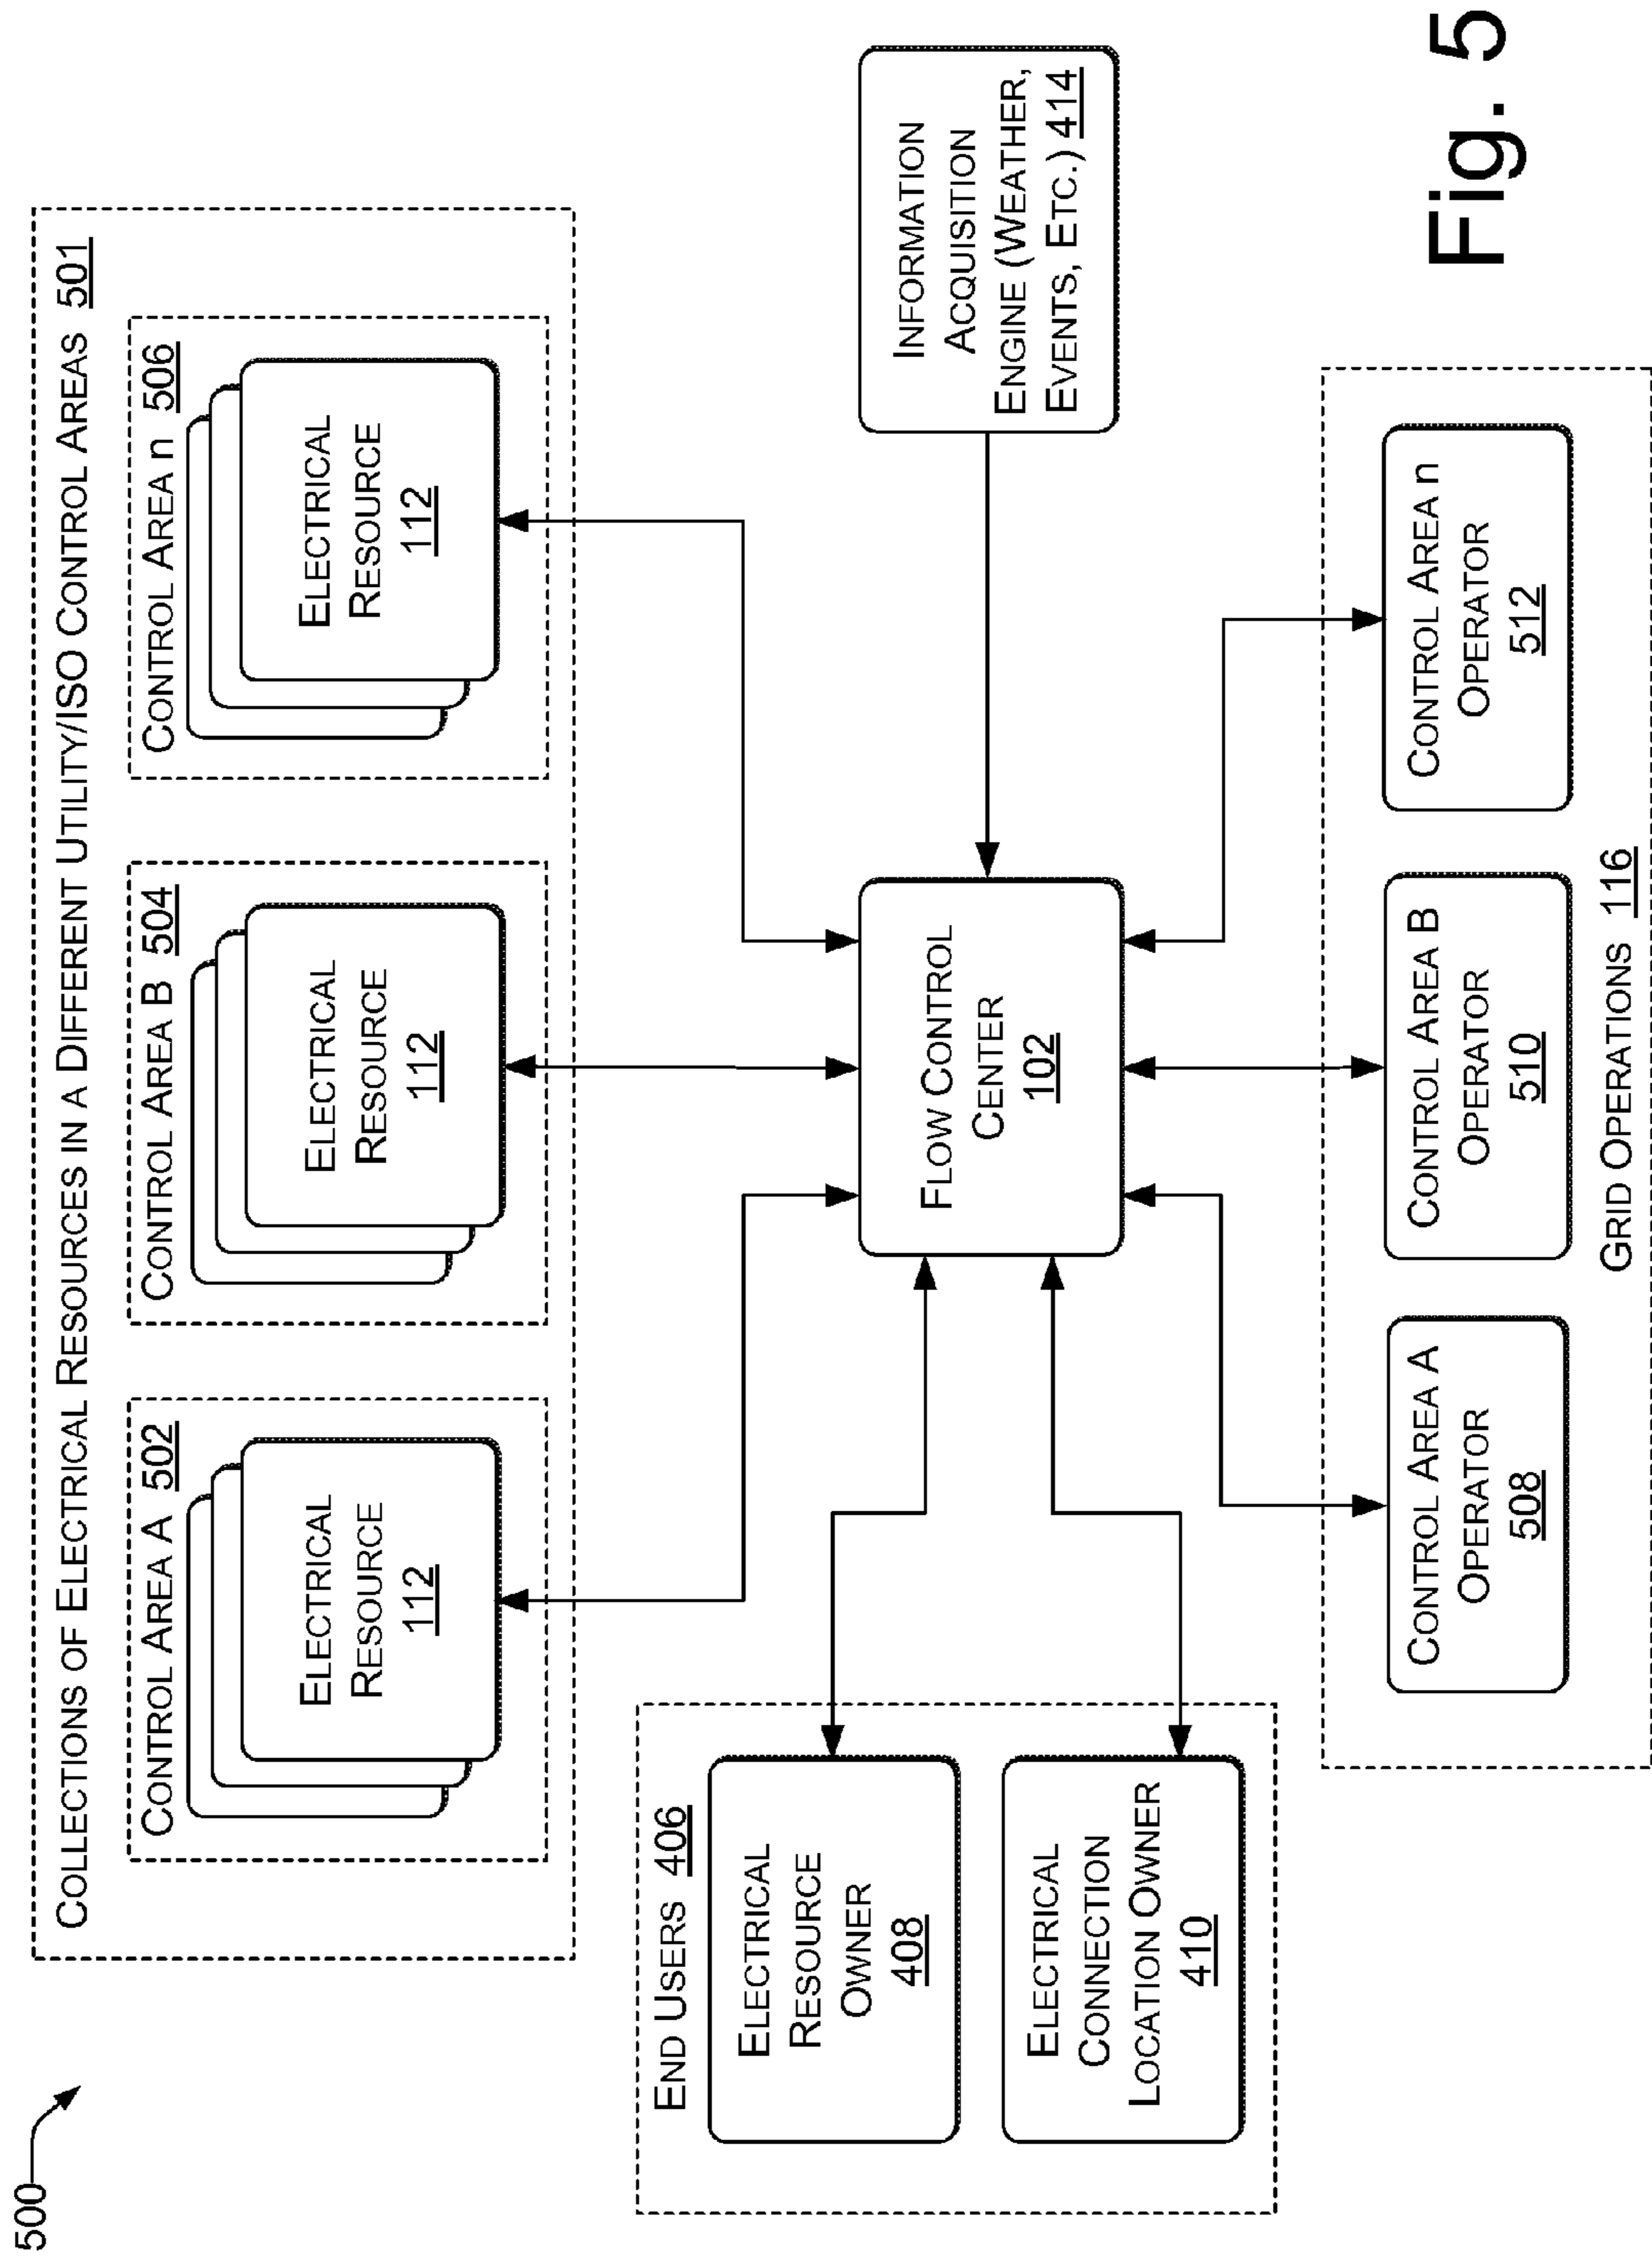 500
COLLECTIONS OF ELECTRICAL RESOURCES IN A DIFFERENT UTILITY/ISO CONTROL AREAS 501
CONTROL AREA A 502
ELECTRICAL
RESOURCE
112
CONTROL AREA B 504
ELECTRICAL
RESOURCE
112
CONTROL AREA n 506
ELECTRICAL
RESOURCE
112
END USERS 406
ELECTRICAL
RESOURCE
OWNER
408
ELECTRICAL
CONNECTION
LOCATION OWNER
410
FLOW CONTROL
CENTER
102
INFORMATION
ACQUISITION
ENGINE (WEATHER,
EVENTS, ETC.) 414
CONTROL AREA A
OPERATOR
508
CONTROL AREA B
OPERATOR
510
CONTROL AREA n
OPERATOR
512
GRID OPERATIONS 116
Fig. 5